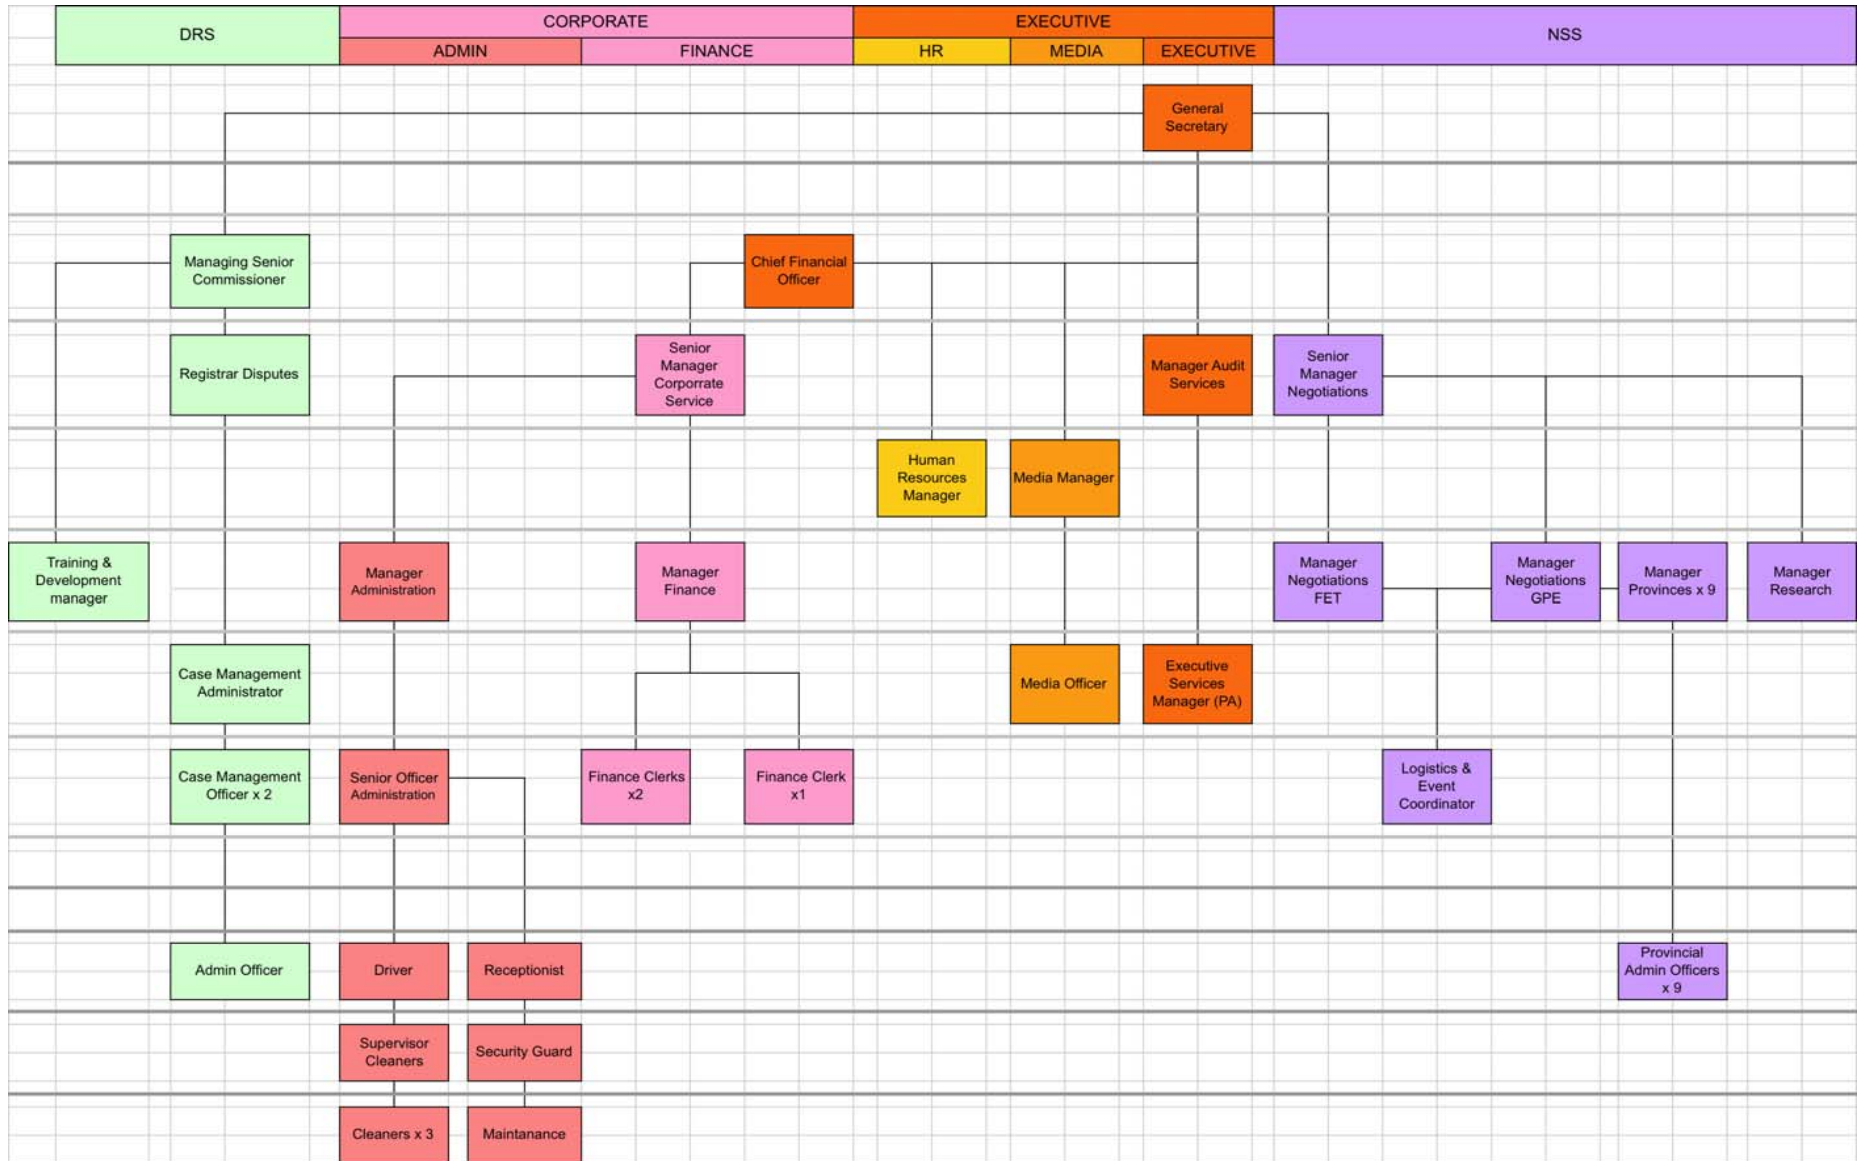 DRS
CORPORATE
EXECUTIVE
NSS
ADMIN
FINANCE
HR
MEDIA
EXECUTIVE
General
Secretary
Managing Senior
Commissioner
Chief Financial
Officer
Registrar Disputes
Senior
Manager
Corporrate
Service
Manager Audit
Services
Senior
Manager
Negotiations
Human
Resources
Manager
Media Manager
Training &
Development
manager
Manager
Administration
Manager
Finance
Manager
Negotiations
FET
Manager
Negotiations
GPE
Manager
Provinces x 9
Manager
Research
Case Management
Administrator
Media Officer
Executive
Services
Manager (PA)
Case Management
Officer x 2
Senior Officer
Administration
Finance Clerks
x2
Finance Clerk
x1
Logistics &
Event
Coordinator
Admin Officer
Driver
Receptionist
Provincial
Admin Officers
x 9
Supervisor
Cleaners
Security Guard
Cleaners x 3
Maintanance